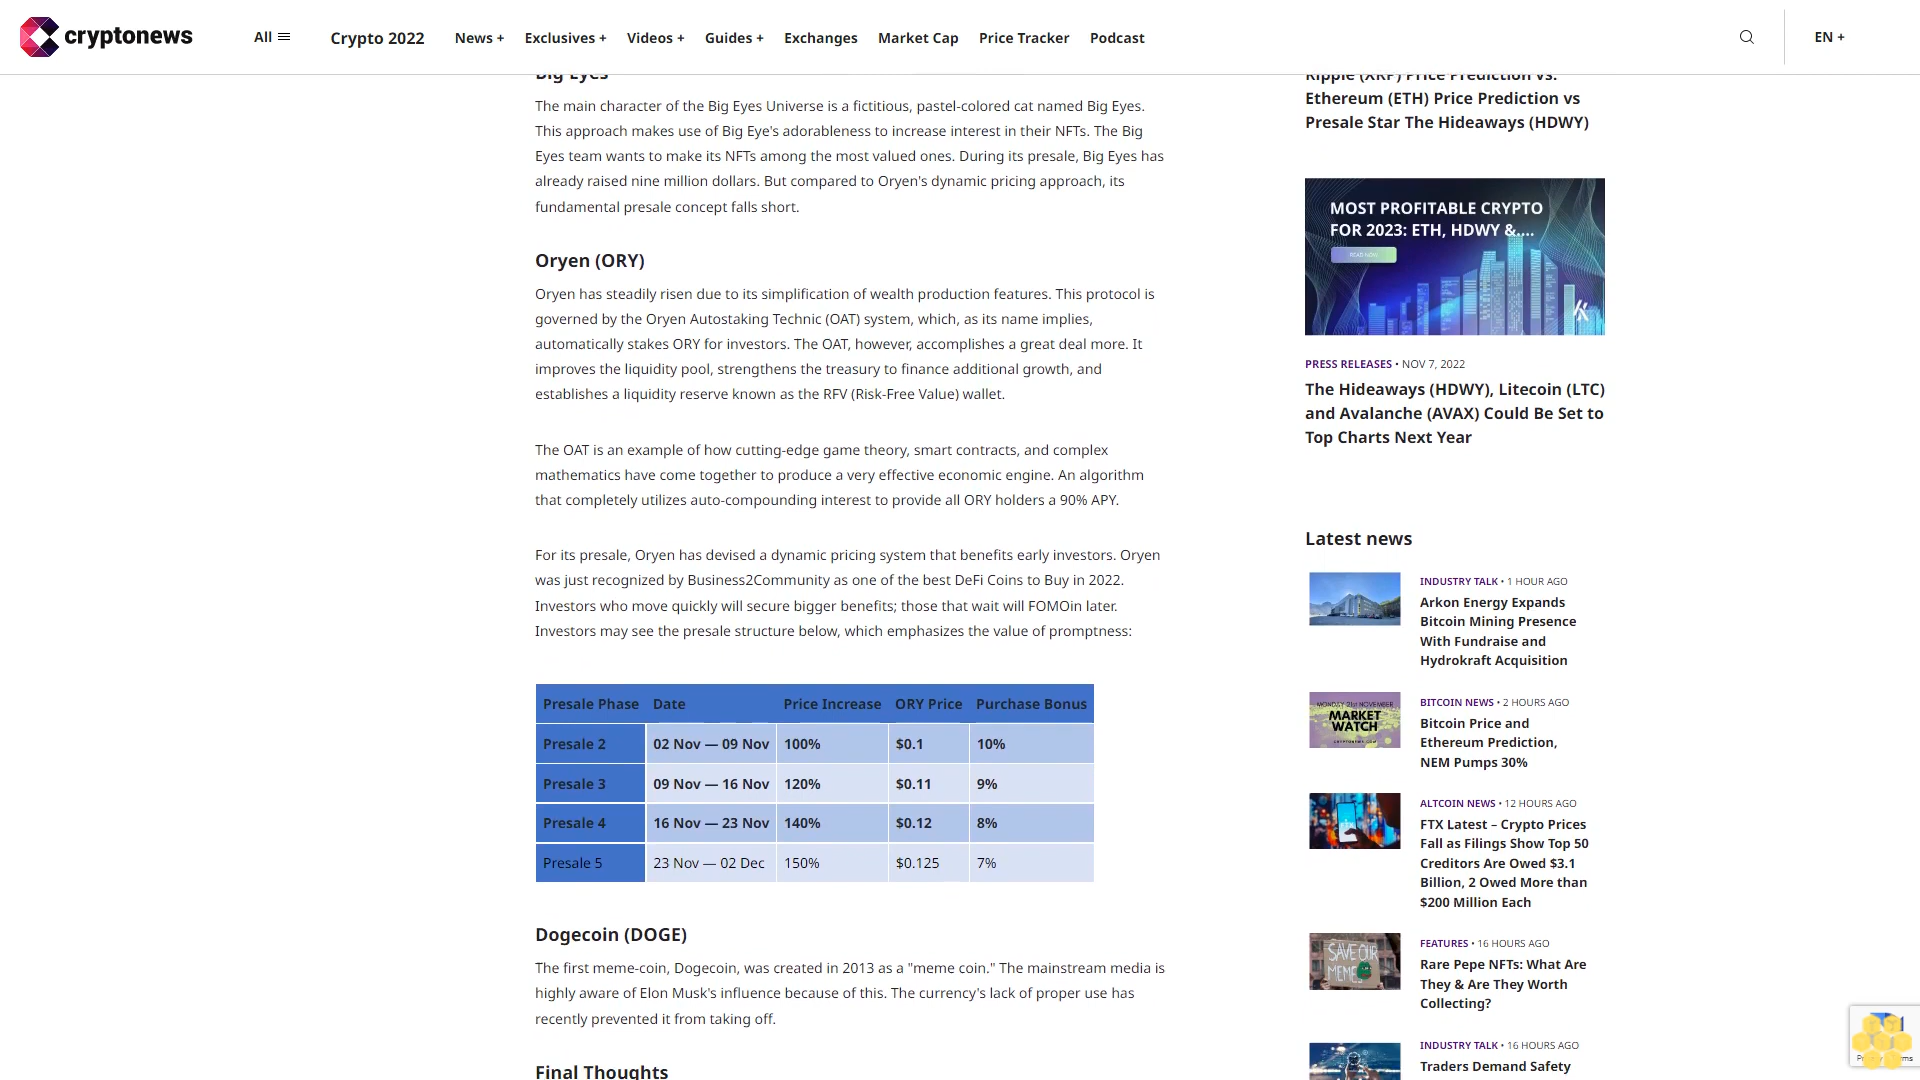 cryptonews
All
Crypto 2022
News +
Exclusives +
Videos +
Guides +
Exchanges
Market Cap
Price Tracker
Podcast
EN +
Big Eyes
The main character of the Big Eyes Universe is a fictitious, pastel-colored cat named Big Eyes.
This approach makes use of Big Eye's adorableness to increase interest in their NFTs. The Big
Eyes team wants to make its NFTs among the most valued ones. During its presale, Big Eyes has
already raised nine million dollars. But compared to Oryen's dynamic pricing approach, its
fundamental presale concept falls short.
Oryen (ORY)
Oryen has steadily risen due to its simplification of wealth production features. This protocol is
governed by the Oryen Autostaking Technic (OAT) system, which, as its name implies,
automatically stakes ORY for investors. The OAT, however, accomplishes a great deal more. It
improves the liquidity pool, strengthens the treasury to finance additional growth, and
establishes a liquidity reserve known as the RFV (Risk-Free Value) wallet.
The OAT is an example of how cutting-edge game theory, smart contracts, and complex
mathematics have come together to produce a very effective economic engine. An algorithm
that completely utilizes auto-compounding interest to provide all ORY holders a 90% APY.
For its presale, Oryen has devised a dynamic pricing system that benefits early investors. Oryen
was just recognized by Business2Community as one of the best DeFi Coins to Buy in 2022.
Investors who move quickly will secure bigger benefits; those that wait will FOMOin later.
Investors may see the presale structure below, which emphasizes the value of promptness:
Presale Phase Date Price Increase ORY Price Purchase Bonus
Presale 2 02 Nov — 09 Nov 100% $0.1 10%
Presale 3 09 Nov — 16 Nov 120% $0.11 9%
Presale 4 16 Nov — 23 Nov 140% $0.12 8%
Presale 5 23 Nov — 02 Dec 150% $0.125 7%
Dogecoin (DOGE)
The first meme-coin, Dogecoin, was created in 2013 as a "meme coin." The mainstream media is
highly aware of Elon Musk's influence because of this. The currency's lack of proper use has
recently prevented it from taking off.
Final Thoughts
Ripple (XRP) Price Prediction vs.
Ethereum (ETH) Price Prediction vs
Presale Star The Hideaways (HDWY)
MOST PROFITABLE CRYPTO
FOR 2023: ETH, HDWY &....
READ NOW
PRESS RELEASES • NOV 7, 2022
The Hideaways (HDWY), Litecoin (LTC)
and Avalanche (AVAX) Could Be Set to
Top Charts Next Year
Latest news
INDUSTRY TALK • 1 HOUR AGO
Arkon Energy Expands
Bitcoin Mining Presence
With Fundraise and
Hydrokraft Acquisition
MONDAY 21st NOVEMBER
MARKET
WATCH
CRYPTONEWS.COM
BITCOIN NEWS • 2 HOURS AGO
Bitcoin Price and
Ethereum Prediction,
NEM Pumps 30%
ALTCOIN NEWS • 12 HOURS AGO
FTX Latest – Crypto Prices
Fall as Filings Show Top 50
Creditors Are Owed $3.1
Billion, 2 Owed More than
$200 Million Each
SAVE OUR
MEMES
FEATURES • 16 HOURS AGO
Rare Pepe NFTs: What Are
They & Are They Worth
Collecting?
INDUSTRY TALK • 16 HOURS AGO
Traders Demand Safety